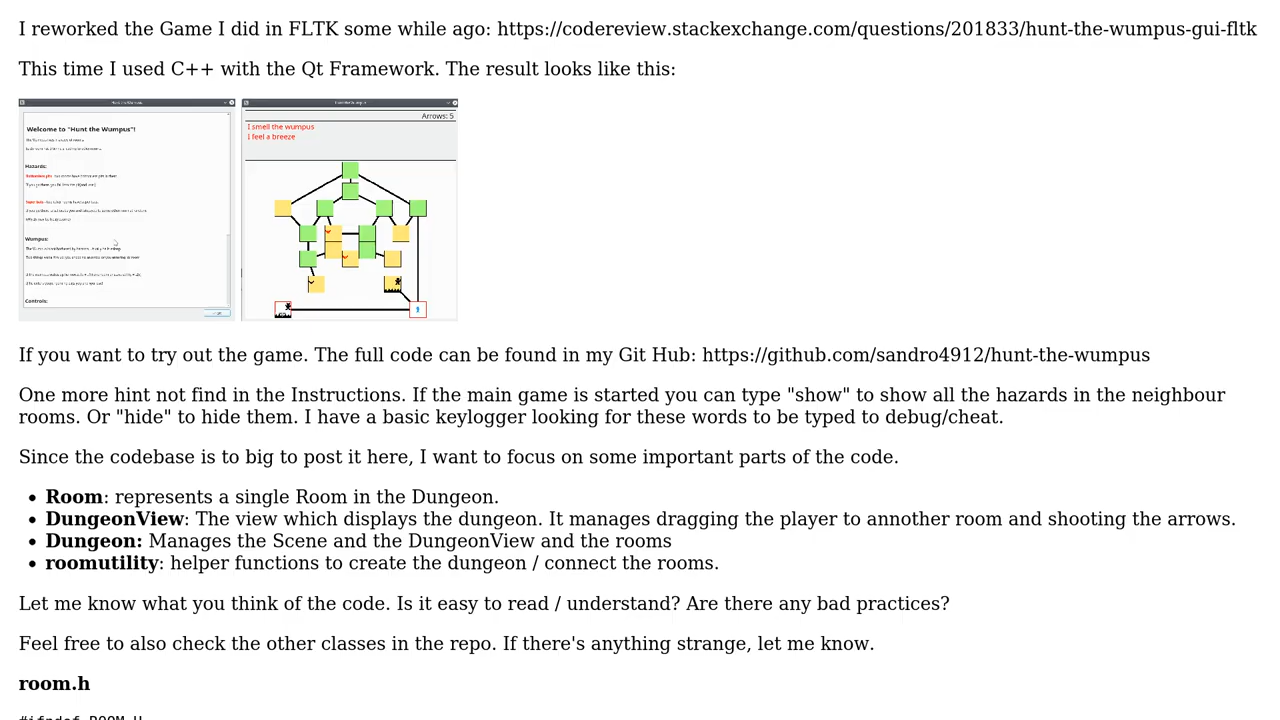 I reworked the Game I did in FLTK some while ago: https://codereview.stackexchange.com/questions/201833/hunt-the-wumpus-gui-fltk
This time I used C++ with the Qt Framework. The result looks like this:
Welcome to "Hunt the Wumpus"!
Hazards:
Wumpus:
Controls:
Arrows: 5
I smell the wumpus
I feel a breeze
If you want to try out the game. The full code can be found in my Git Hub: https://github.com/sandro4912/hunt-the-wumpus
One more hint not find in the Instructions. If the main game is started you can type "show" to show all the hazards in the neighbour
rooms. Or "hide" to hide them. I have a basic keylogger looking for these words to be typed to debug/cheat.
Since the codebase is to big to post it here, I want to focus on some important parts of the code.
• Room: represents a single Room in the Dungeon.
• DungeonView: The view which displays the dungeon. It manages dragging the player to annother room and shooting the arrows.
• Dungeon: Manages the Scene and the DungeonView and the rooms
• roomutility: helper functions to create the dungeon / connect the rooms.
Let me know what you think of the code. Is it easy to read / understand? Are there any bad practices?
Feel free to also check the other classes in the repo. If there's anything strange, let me know.
room.h
#ifndef ROOM_H